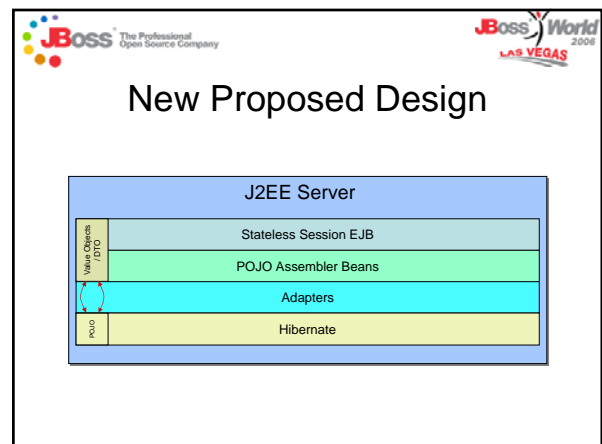 JBoss The Professional
Open Source Company
JBoss World
2006
LAS VEGAS
New Proposed Design
J2EE Server
Value Objects
/ DTO
Stateless Session EJB
POJO Assembler Beans
Adapters
POJO
Hibernate